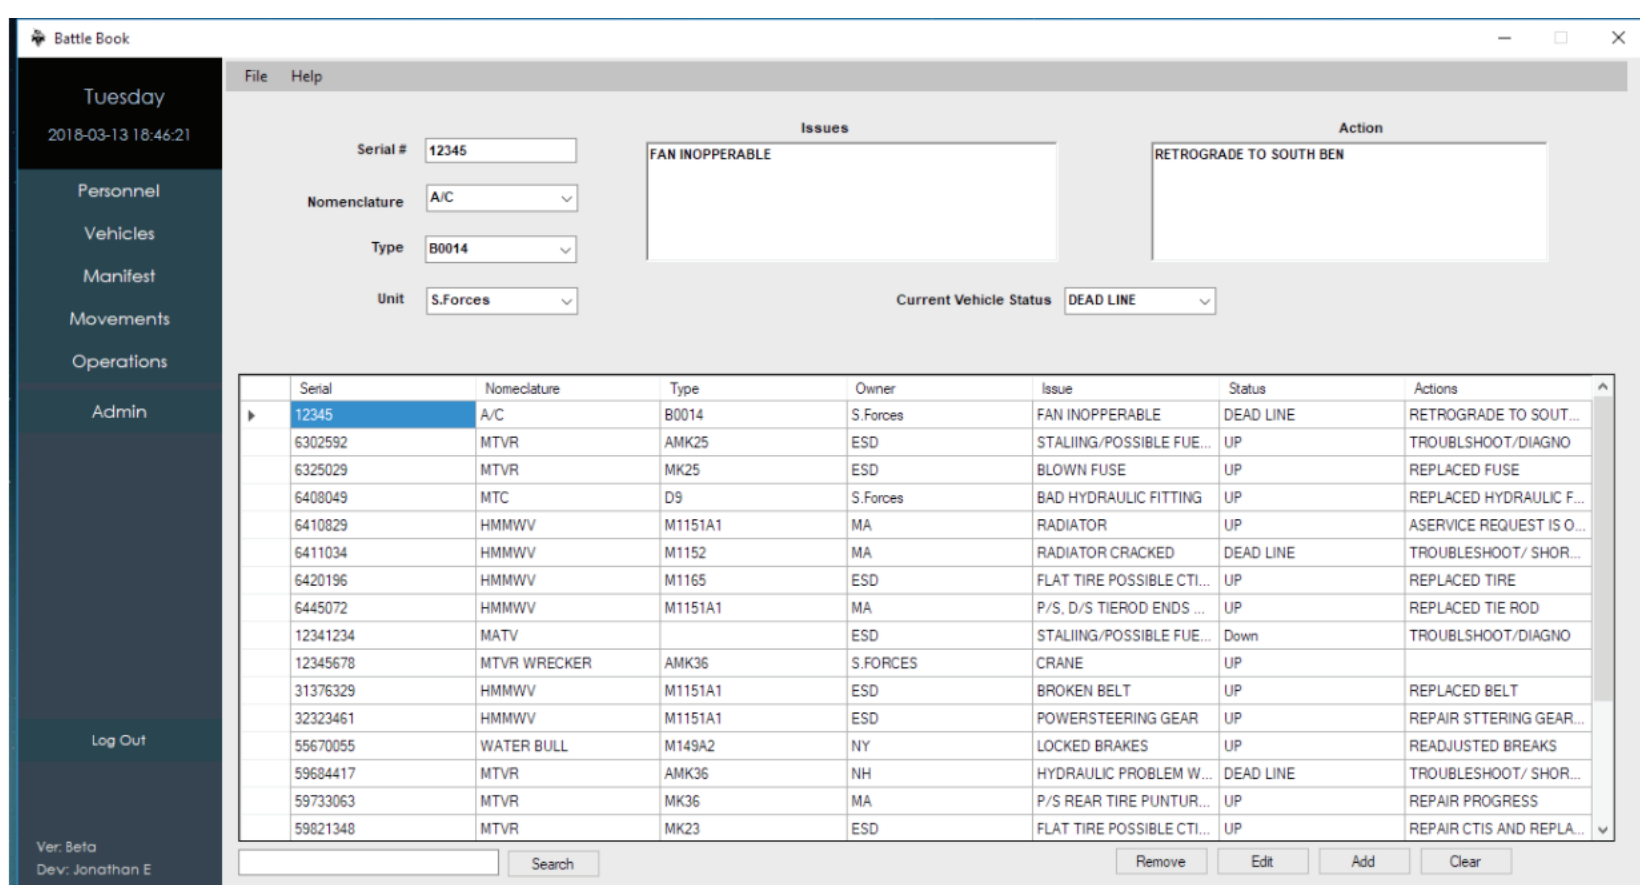 Battle Book
File Help
Tuesday
2018-03-13 18:46:21
Personnel
Vehicles
Manifest
Movements
Operations
Admin
Log Out
Ver: Beta
Dev: Jonathan E
Serial # 12345
Nomenclature A/C
Type B0014
Unit S.Forces
Issues
FAN INOPPERABLE
Action
RETROGRADE TO SOUTH BEN
Current Vehicle Status DEAD LINE
Serial Nomeclature Type Owner Issue Status Actions
12345 A/C B0014 S.Forces FAN INOPPERABLE DEAD LINE RETROGRADE TO SOUT...
6302592 MTVR AMK25 ESD STALIING/POSSIBLE FUE... UP TROUBLSHOOT/DIAGNO
6325029 MTVR MK25 ESD BLOWN FUSE UP REPLACED FUSE
6408049 MTC D9 S.Forces BAD HYDRAULIC FITTING UP REPLACED HYDRAULIC F...
6410829 HMMWV M1151A1 MA RADIATOR UP ASERVICE REQUEST IS O...
6411034 HMMWV M1152 MA RADIATOR CRACKED DEAD LINE TROUBLESHOOT/ SHOR...
6420196 HMMWV M1165 ESD FLAT TIRE POSSIBLE CTI... UP REPLACED TIRE
6445072 HMMWV M1151A1 MA P/S, D/S TIEROD ENDS ... UP REPLACED TIE ROD
12341234 MATV ESD STALIING/POSSIBLE FUE... Down TROUBLSHOOT/DIAGNO
12345678 MTVR WRECKER AMK36 S.FORCES CRANE UP
31376329 HMMWV M1151A1 ESD BROKEN BELT UP REPLACED BELT
32323461 HMMWV M1151A1 ESD POWERSTEERING GEAR UP REPAIR STTERING GEAR...
55670055 WATER BULL M149A2 NY LOCKED BRAKES UP READJUSTED BREAKS
59684417 MTVR AMK36 NH HYDRAULIC PROBLEM W... DEAD LINE TROUBLESHOOT/ SHOR...
59733063 MTVR MK36 MA P/S REAR TIRE PUNTUR... UP REPAIR PROGRESS
59821348 MTVR MK23 ESD FLAT TIRE POSSIBLE CTI... UP REPAIR CTIS AND REPLA...
Search Remove Edit Add Clear